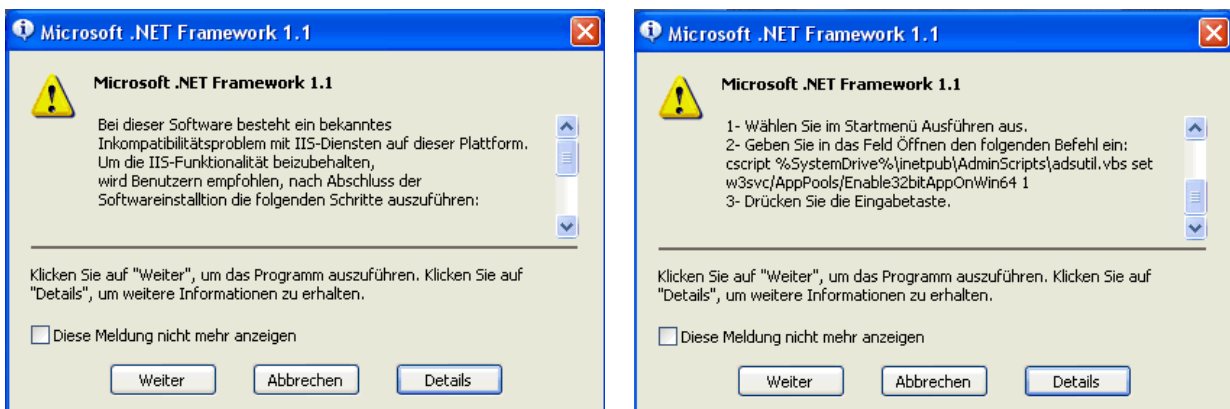 Microsoft .NET Framework 1.1
Microsoft .NET Framework 1.1
Bei dieser Software besteht ein bekanntes
Inkompatibilitätsproblem mit IIS-Diensten auf dieser Plattform.
Um die IIS-Funktionalität beizubehalten,
wird Benutzern empfohlen, nach Abschluss der
Softwareinstalltion die folgenden Schritte auszuführen:
Klicken Sie auf "Weiter", um das Programm auszuführen. Klicken Sie auf
"Details", um weitere Informationen zu erhalten.
Diese Meldung nicht mehr anzeigen
Weiter Abbrechen Details
Microsoft .NET Framework 1.1
Microsoft .NET Framework 1.1
1- Wählen Sie im Startmenü Ausführen aus.
2- Geben Sie in das Feld Öffnen den folgenden Befehl ein:
cscript %SystemDrive%\inetpub\AdminScripts\adsutil.vbs set
w3svc/AppPools/Enable32bitAppOnWin64 1
3- Drücken Sie die Eingabetaste.
Klicken Sie auf "Weiter", um das Programm auszuführen. Klicken Sie auf
"Details", um weitere Informationen zu erhalten.
Diese Meldung nicht mehr anzeigen
Weiter Abbrechen Details